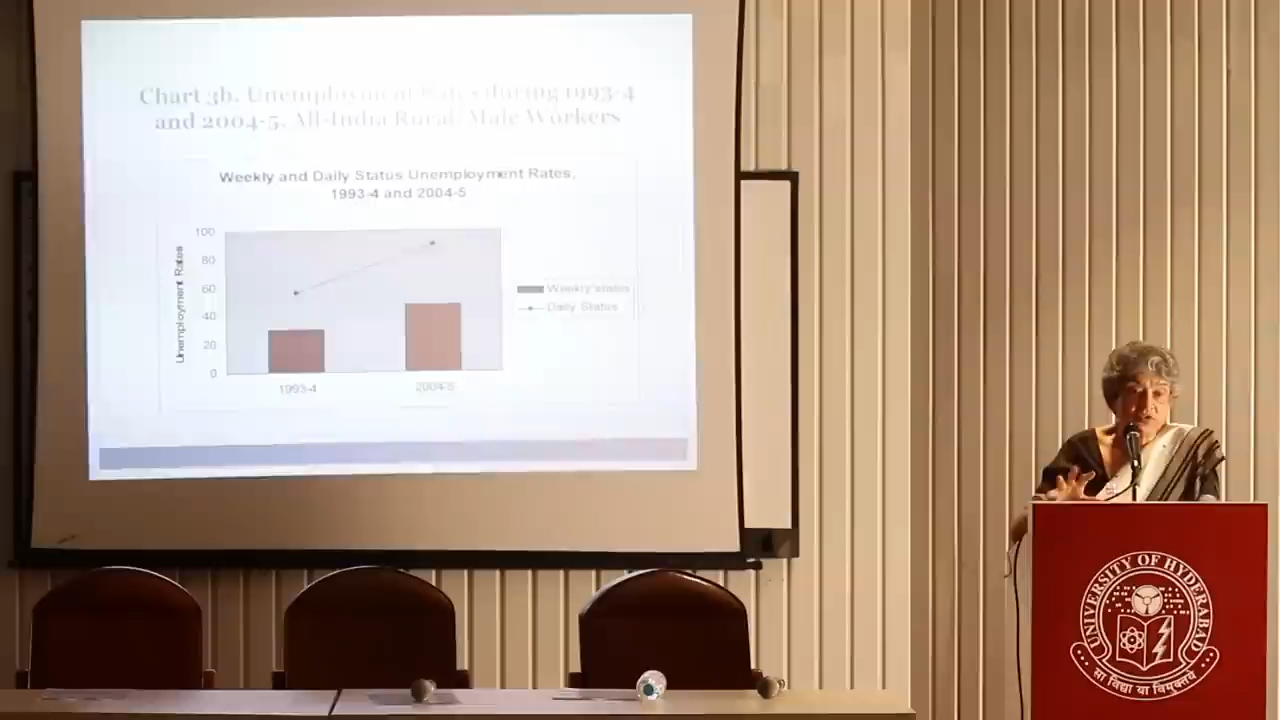 Chart 3b. Unemployment Rates during 1993-4
and 2004-5, All-India Rural Male Workers
Weekly and Daily Status Unemployment Rates,
1993-4 and 2004-5
Unemployment Rates
100
80
60
40
20
0
1993-4
2004-5
Weekly status
Daily Status
UNIVERSITY OF HYDERABAD
सा विद्या या विमुक्तये